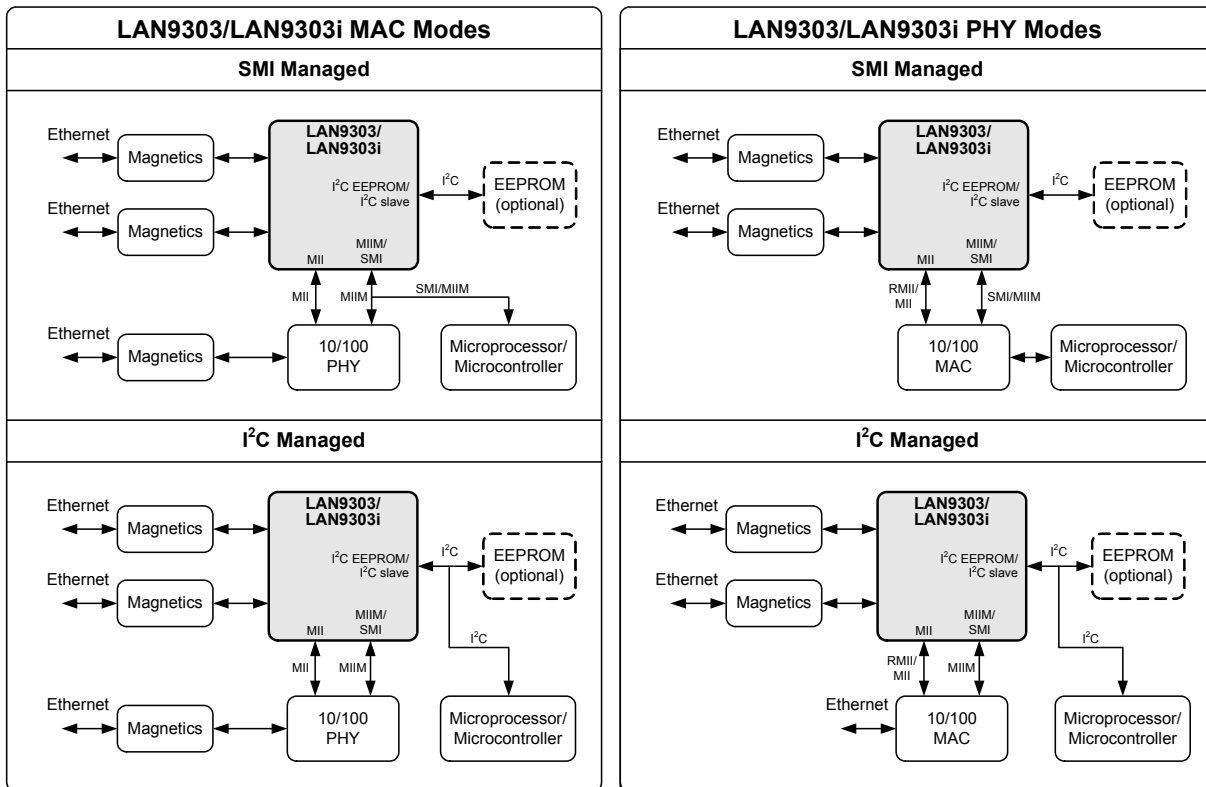 LAN9303/LAN9303i MAC Modes
SMI Managed
Ethernet
Magnetics
Ethernet
Magnetics
LAN9303/
LAN9303i
I²C EEPROM/
I²C slave
MII
MIIM/
SMI
I²C
EEPROM
(optional)
MII
MIIM
SMI/MIIM
Ethernet
Magnetics
10/100
PHY
Microprocessor/
Microcontroller
I²C Managed
Ethernet
Magnetics
Ethernet
Magnetics
LAN9303/
LAN9303i
I²C EEPROM/
I²C slave
MII
MIIM/
SMI
I²C
EEPROM
(optional)
I²C
MII
MIIM
Ethernet
Magnetics
10/100
PHY
Microprocessor/
Microcontroller
LAN9303/LAN9303i PHY Modes
SMI Managed
Ethernet
Magnetics
Ethernet
Magnetics
LAN9303/
LAN9303i
I²C EEPROM/
I²C slave
MII
MIIM/
SMI
I²C
EEPROM
(optional)
RMII/
MII
SMI/MIIM
10/100
MAC
Microprocessor/
Microcontroller
I²C Managed
Ethernet
Magnetics
Ethernet
Magnetics
LAN9303/
LAN9303i
I²C EEPROM/
I²C slave
MII
MIIM/
SMI
I²C
EEPROM
(optional)
I²C
RMII/
MII
MIIM
Ethernet
10/100
MAC
Microprocessor/
Microcontroller